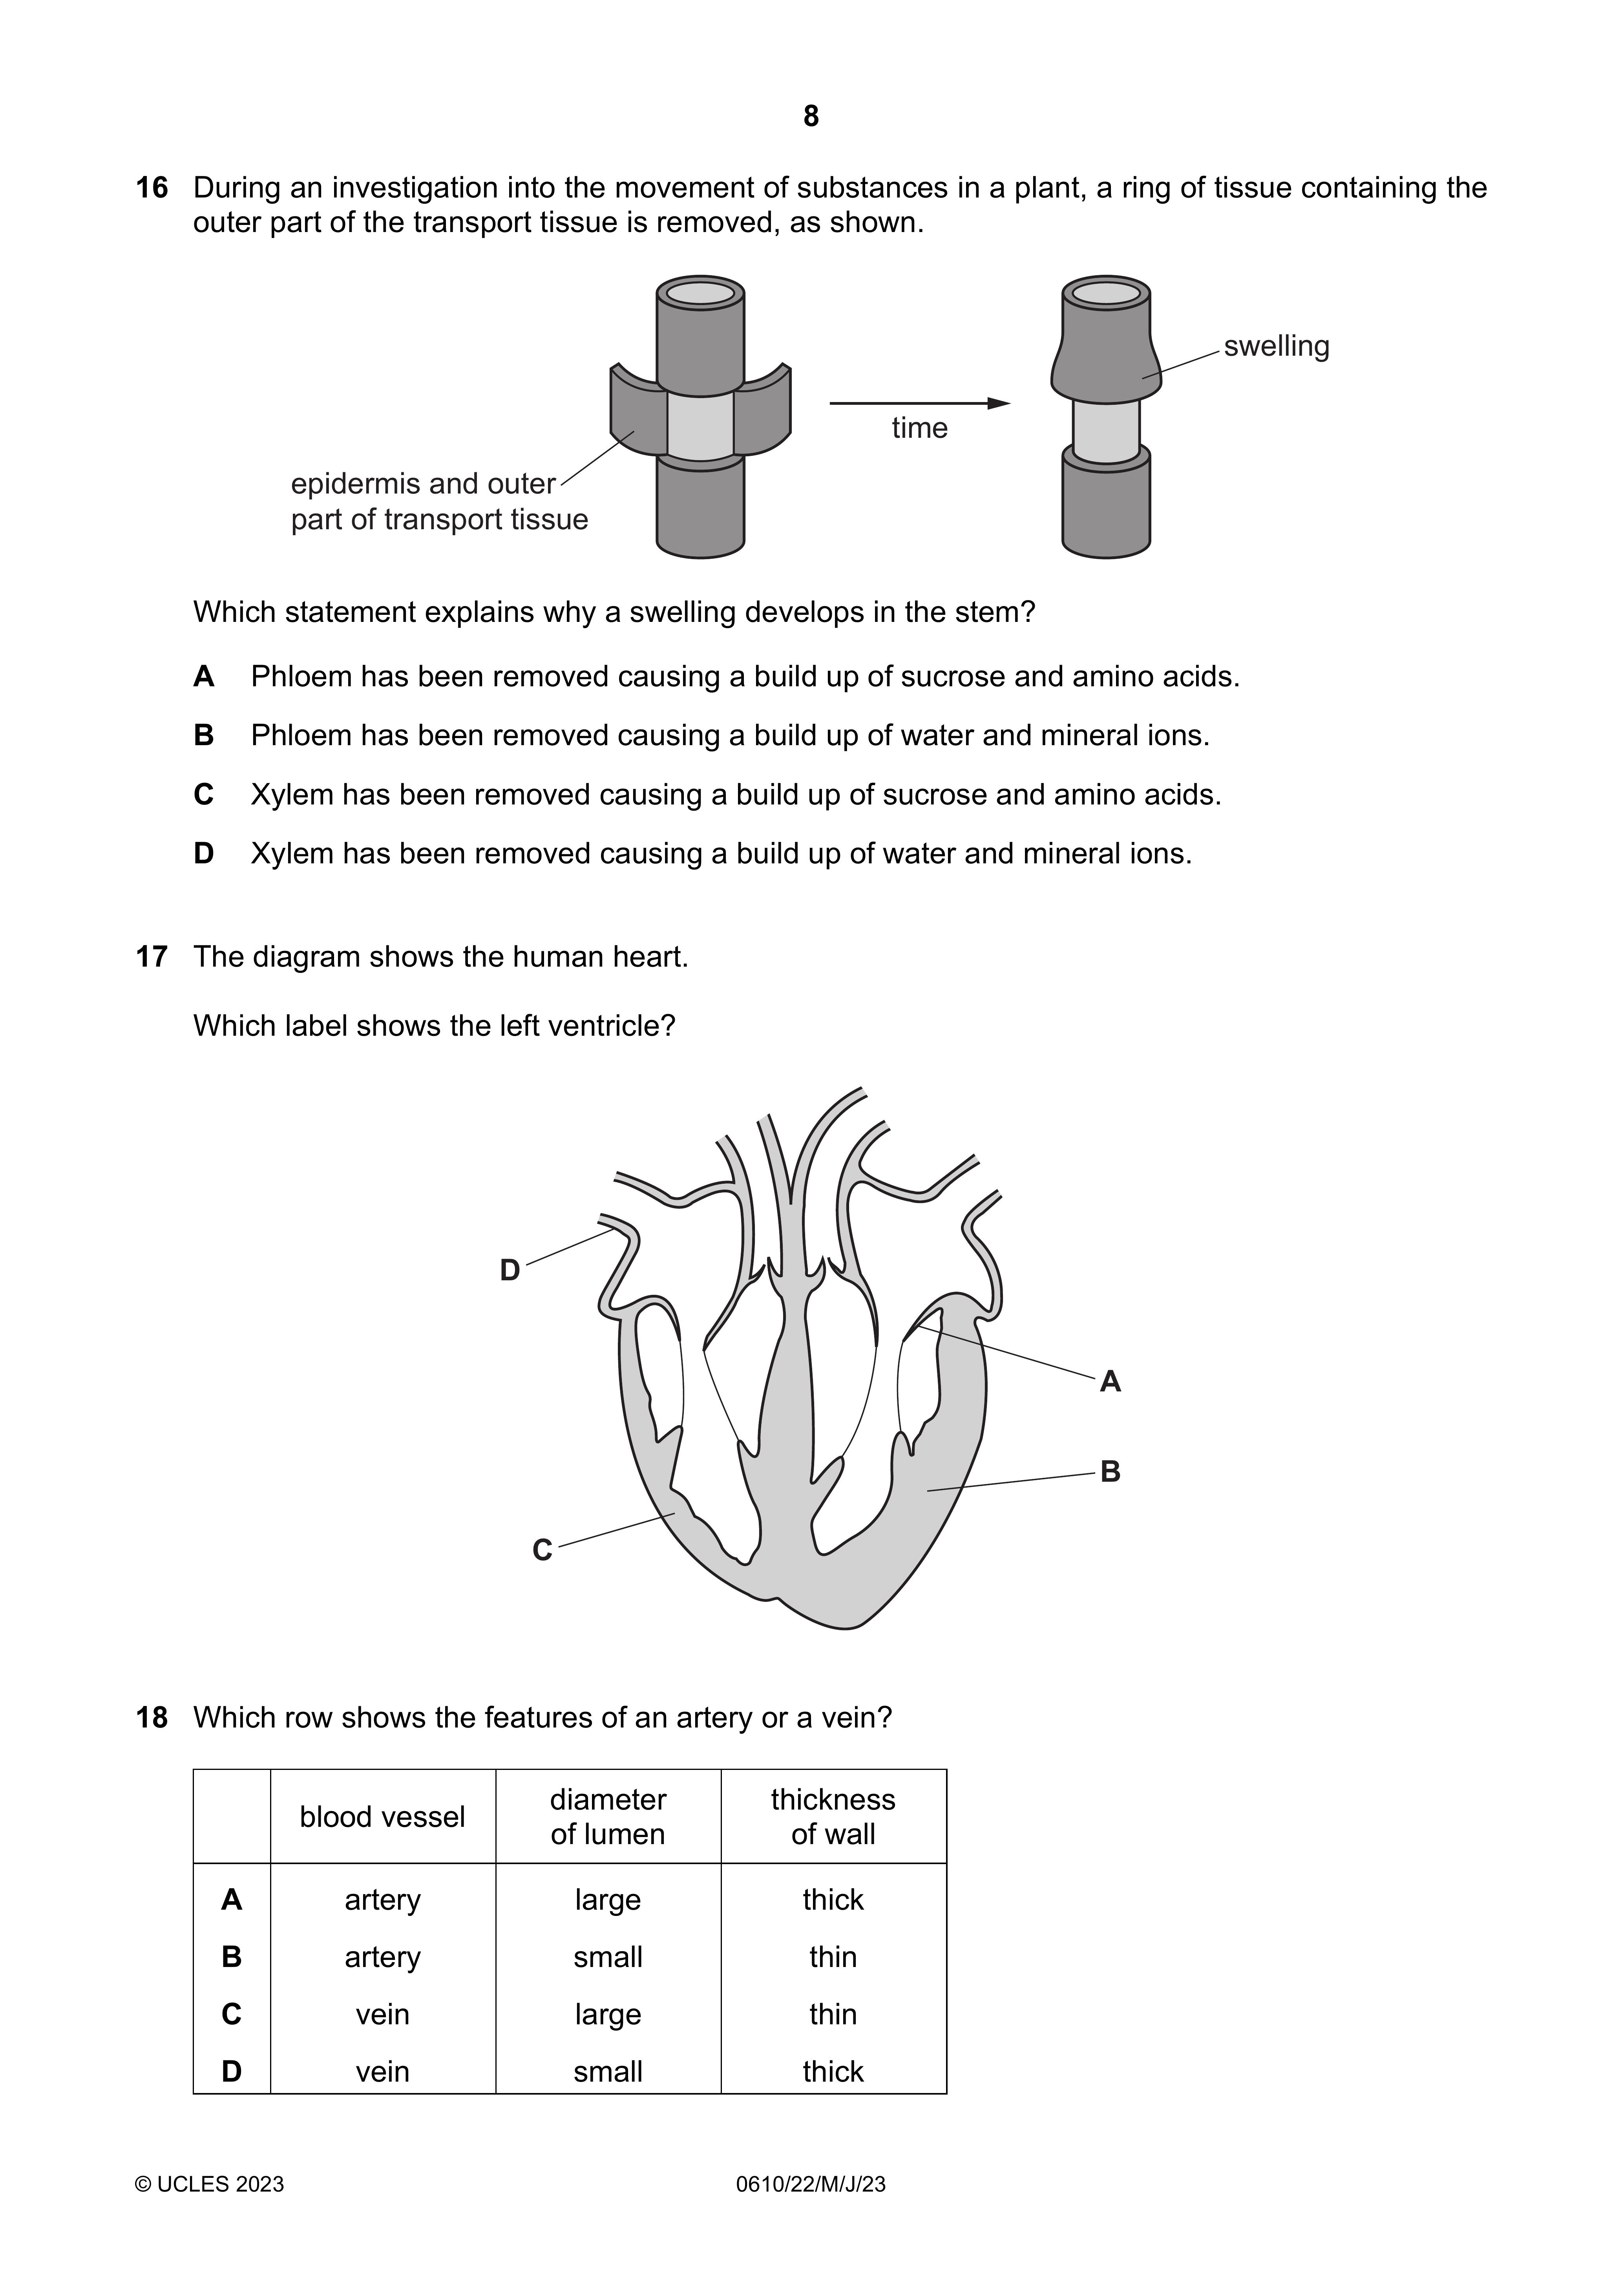 8
16 During an investigation into the movement of substances in a plant, a ring of tissue containing the
outer part of the transport tissue is removed, as shown.
swelling
time
epidermis and outer
part of transport tissue
Which statement explains why a swelling develops in the stem?
A Phloem has been removed causing a build up of sucrose and amino acids.
B Phloem has been removed causing a build up of water and mineral ions.
C Xylem has been removed causing a build up of sucrose and amino acids.
D Xylem has been removed causing a build up of water and mineral ions.
17 The diagram shows the human heart.
Which label shows the left ventricle?
D
A
B
C
18 Which row shows the features of an artery or a vein?
blood vessel diameter of lumen thickness of wall
A artery large thick
B artery small thin
C vein large thin
D vein small thick
© UCLES 2023 0610/22/M/J/23